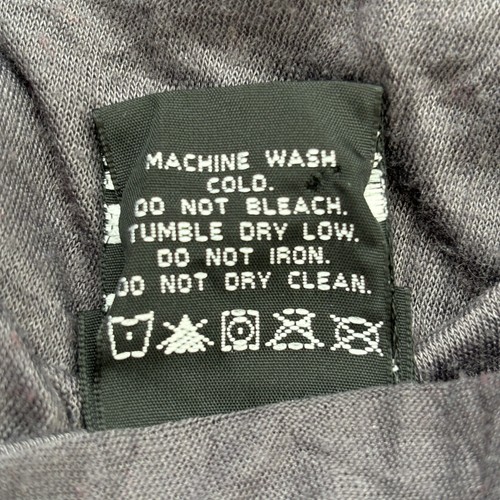 MACHINE WASH
COLD.
DO NOT BLEACH.
TUMBLE DRY LOW.
DO NOT IRON.
DO NOT DRY CLEAN.